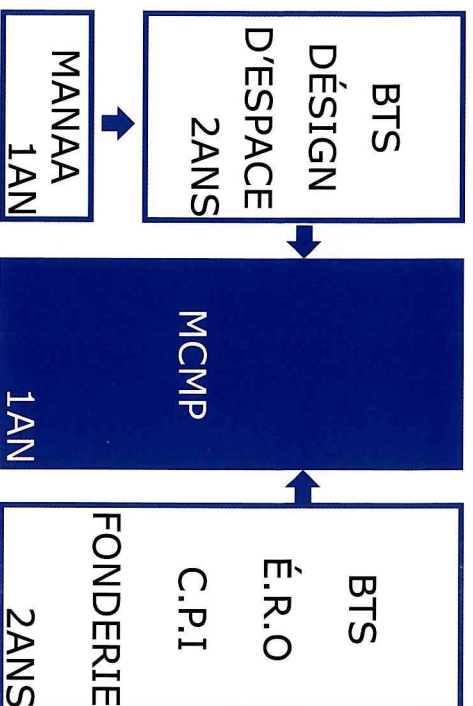 BTS
DÉSIGN
D'ESPACE
2ANS
MANAA
1AN
MCMP
1AN
BTS
É.R.O
C.P.I
FONDERIE
2ANS